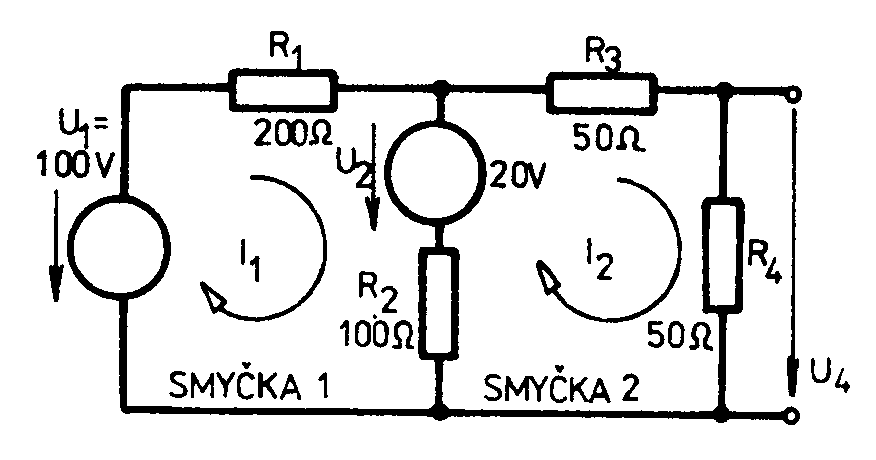 R1
R3
U1=
100V
200Ω
50Ω
U2
20V
I1
I2
R2
100Ω
R4
50Ω
SMYČKA 1
SMYČKA 2
U4